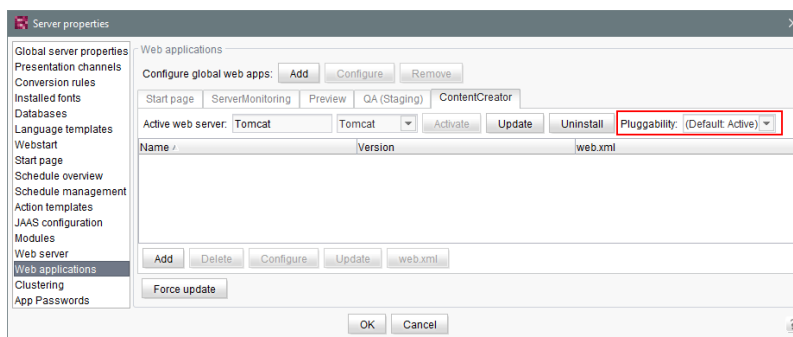 Server properties
Global server properties
Presentation channels
Conversion rules
Installed fonts
Databases
Language templates
Webstart
Start page
Schedule overview
Schedule management
Action templates
JAAS configuration
Modules
Web server
Web applications
Clustering
App Passwords
Web applications
Configure global web apps: Add Configure Remove
Start page ServerMonitoring Preview QA (Staging) ContentCreator
Active web server: Tomcat Tomcat Activate Update Uninstall Pluggability: (Default: Active)
Name Version web.xml
Add Delete Configure Update web.xml
Force update
OK Cancel